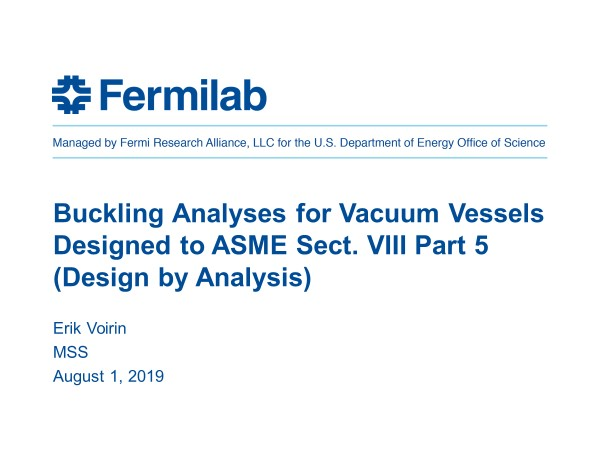 Fermilab
Managed by Fermi Research Alliance, LLC for the U.S. Department of Energy Office of Science
Buckling Analyses for Vacuum Vessels
Designed to ASME Sect. VIII Part 5
(Design by Analysis)
Erik Voirin
MSS
August 1, 2019